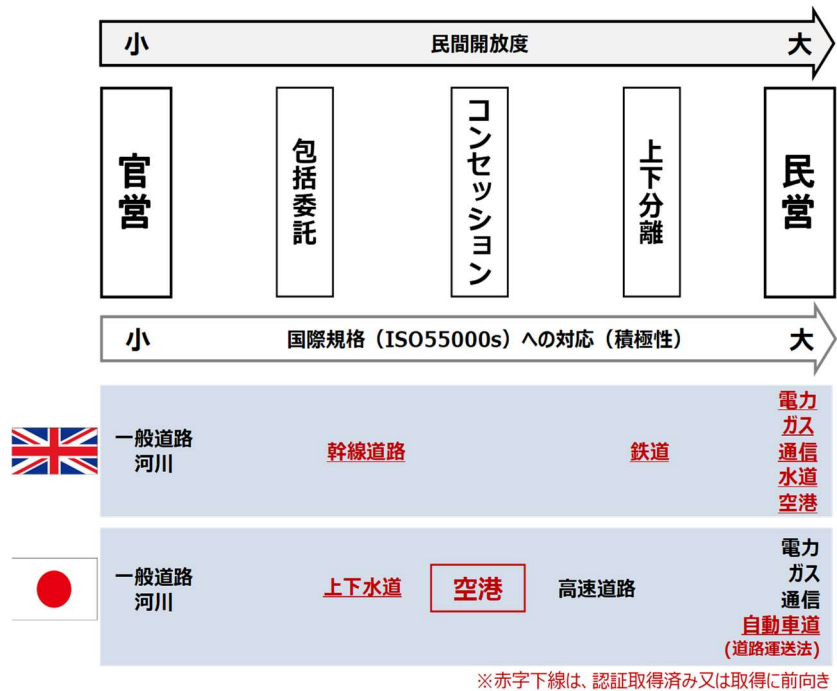 小 民間開放度 大
官営
包括委託
コンセッション
上下分離
民営
小 国際規格（ISO55000s）への対応（積極性） 大
一般道路
河川
幹線道路
鉄道
電力
ガス
通信
水道
空港
一般道路
河川
上下水道
空港
高速道路
電力
ガス
通信
自動車道
(道路運送法)
※赤字下線は、認証取得済み又は取得に前向き